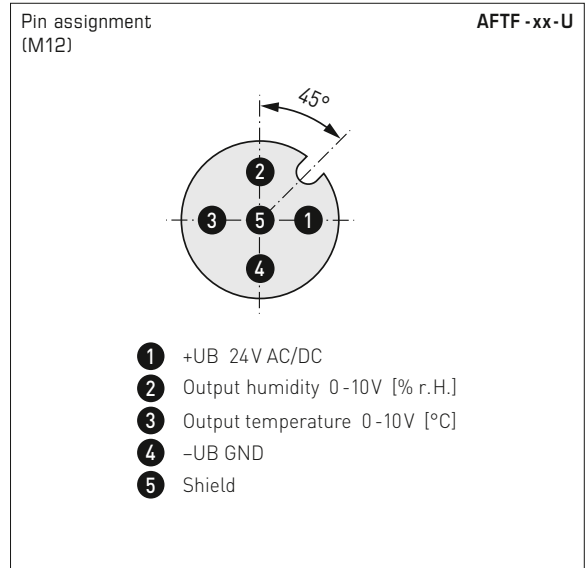 Pin assignment AFTF-xx-U
(M12)
45°
2
3 5 1
4
1 +UB 24V AC/DC
2 Output humidity 0-10V [% r.H.]
3 Output temperature 0-10V [°C]
4 –UB GND
5 Shield